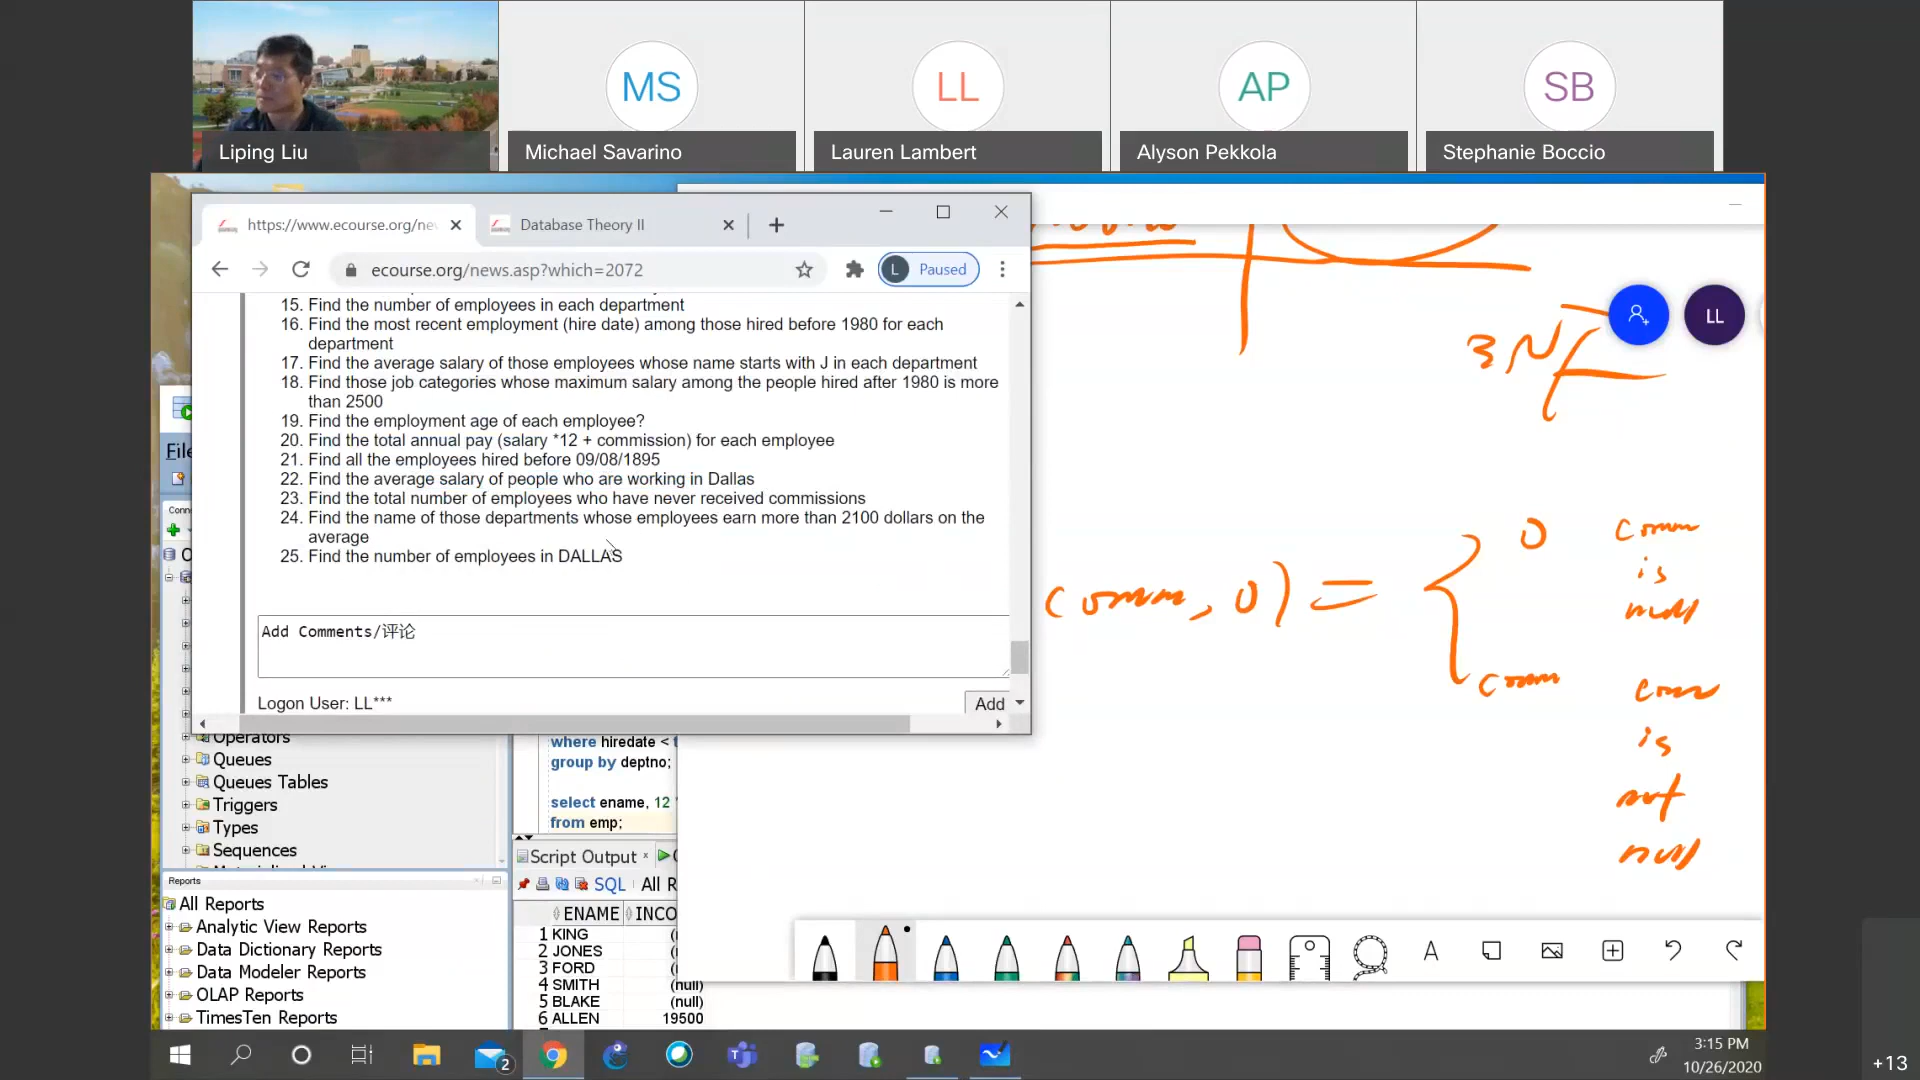 MS
LL
AP
SB
Liping Liu
Michael Savarino
Lauren Lambert
Alyson Pekkola
Stephanie Boccio
https://www.ecourse.org/ne
Database Theory II
ecourse.org/news.asp?which=2072
L Paused
15. Find the number of employees in each department
16. Find the most recent employment (hire date) among those hired before 1980 for each
department
17. Find the average salary of those employees whose name starts with J in each department
18. Find those job categories whose maximum salary among the people hired after 1980 is more
than 2500
19. Find the employment age of each employee?
20. Find the total annual pay (salary *12 + commission) for each employee
21. Find all the employees hired before 09/08/1895
22. Find the average salary of people who are working in Dallas
23. Find the total number of employees who have never received commissions
24. Find the name of those departments whose employees earn more than 2100 dollars on the
average
25. Find the number of employees in DALLAS
Add Comments/评论
Logon User: LL***
Add
LL
3NF
(comm, 0) =
0 comm
is
null
comm
is
not
null
comm
File
Conn
Operators
Queues
Queues Tables
Triggers
Types
Sequences
where hiredate <
group by deptno;
select ename, 12
from emp;
Reports
All Reports
Analytic View Reports
Data Dictionary Reports
Data Modeler Reports
OLAP Reports
TimesTen Reports
Script Output
SQL All R
ENAME INCO
1 KING
2 JONES
3 FORD
4 SMITH (null)
5 BLAKE (null)
6 ALLEN 19500
A
2
3:15 PM
10/26/2020
+13